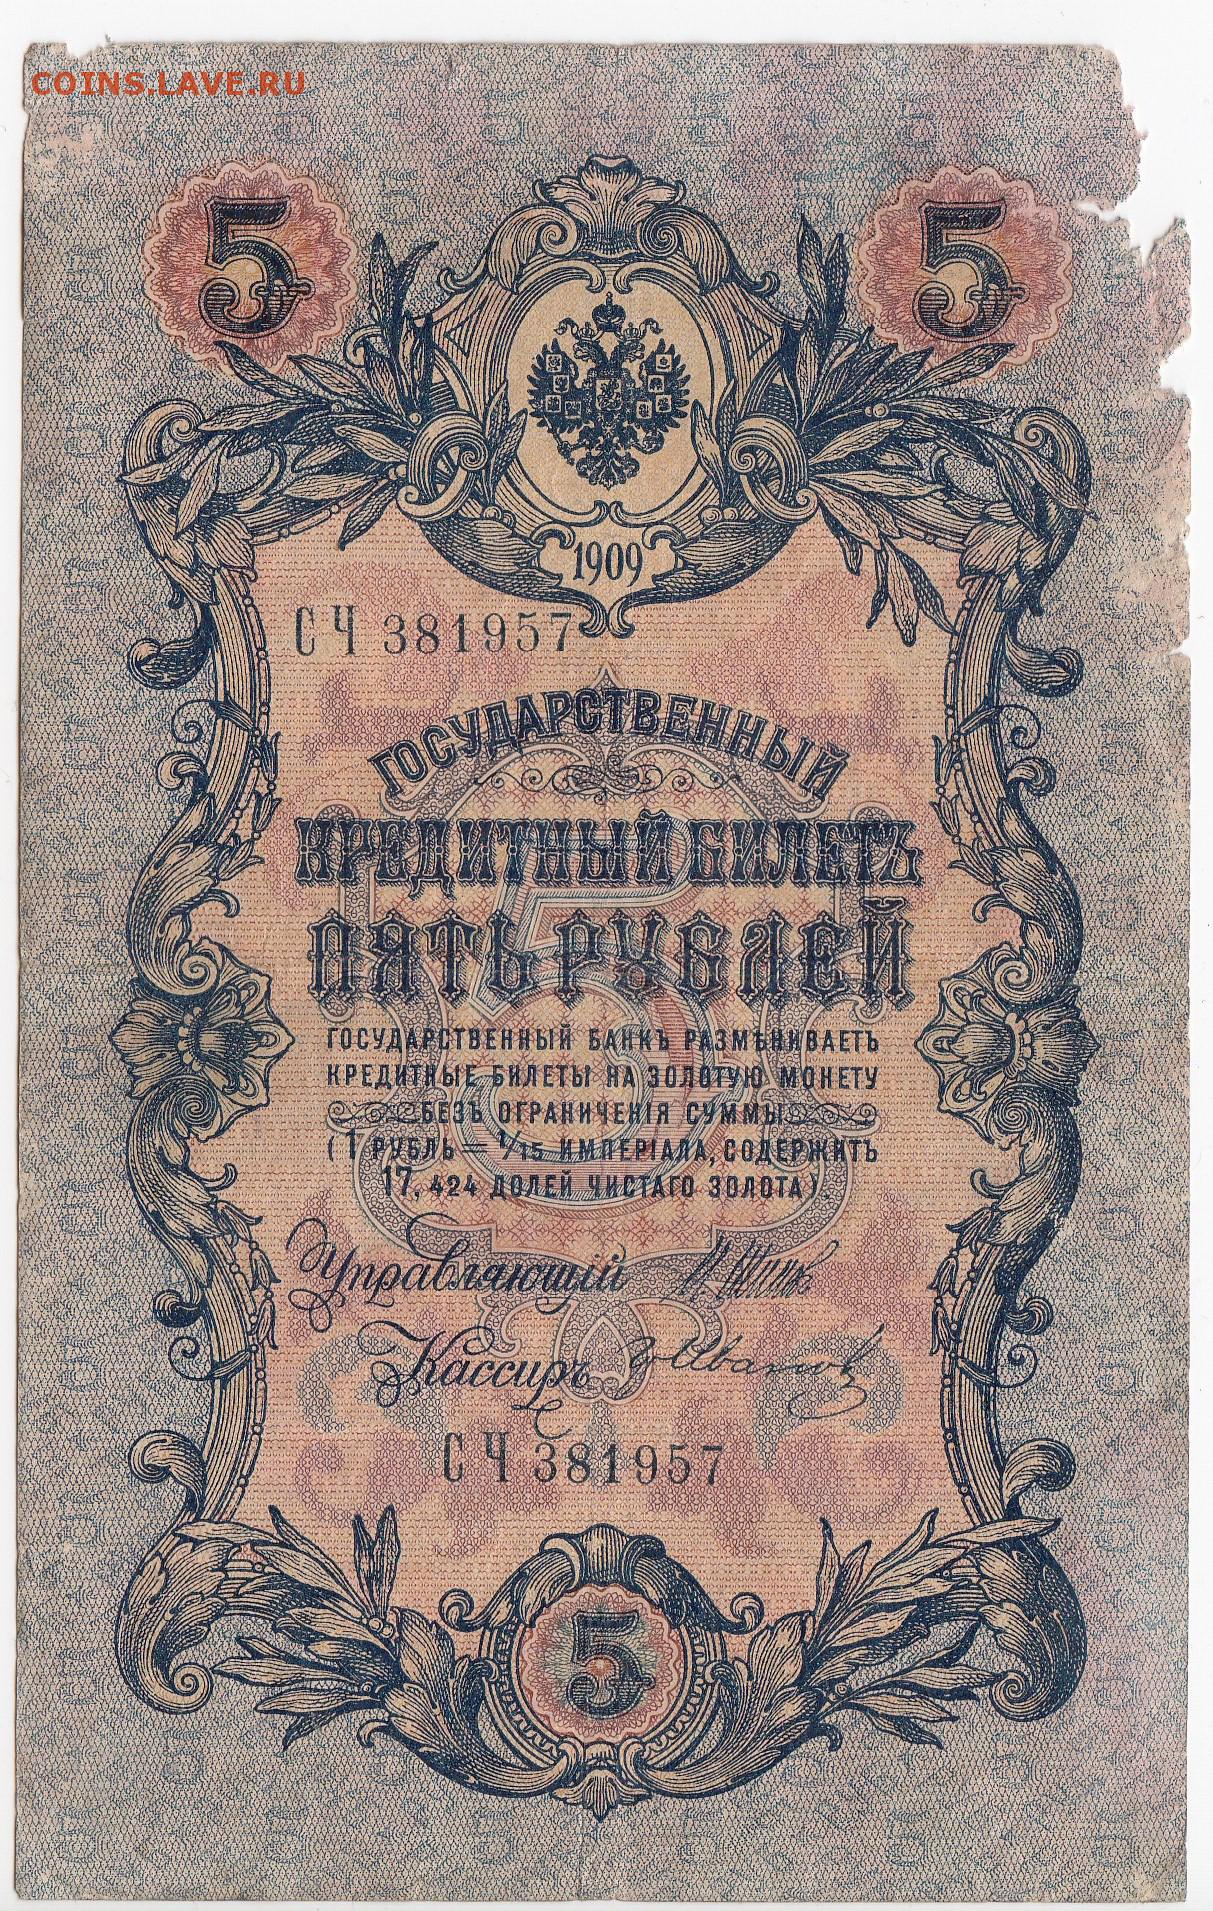 COINS.LAVE.RU
5 5
1909
СЧ 381957
ГОСУДАРСТВЕННЫЙ
КРЕДИТНЫЙ БИЛЕТЪ
ПЯТЬ РУБЛЕЙ
ГОСУДАРСТВЕННЫЙ БАНКЪ РАЗМѢНИВАЕТЪ
КРЕДИТНЫЕ БИЛЕТЫ НА ЗОЛОТУЮ МОНЕТУ
БЕЗЪ ОГРАНИЧЕНІЯ СУММЫ
(1 РУБЛЬ = 1/15 ИМПЕРІАЛА, СОДЕРЖИТЪ
17,424 ДОЛЕЙ ЧИСТАГО ЗОЛОТА).
Управляющій
Кассиръ Гр Иванов
СЧ 381957
5